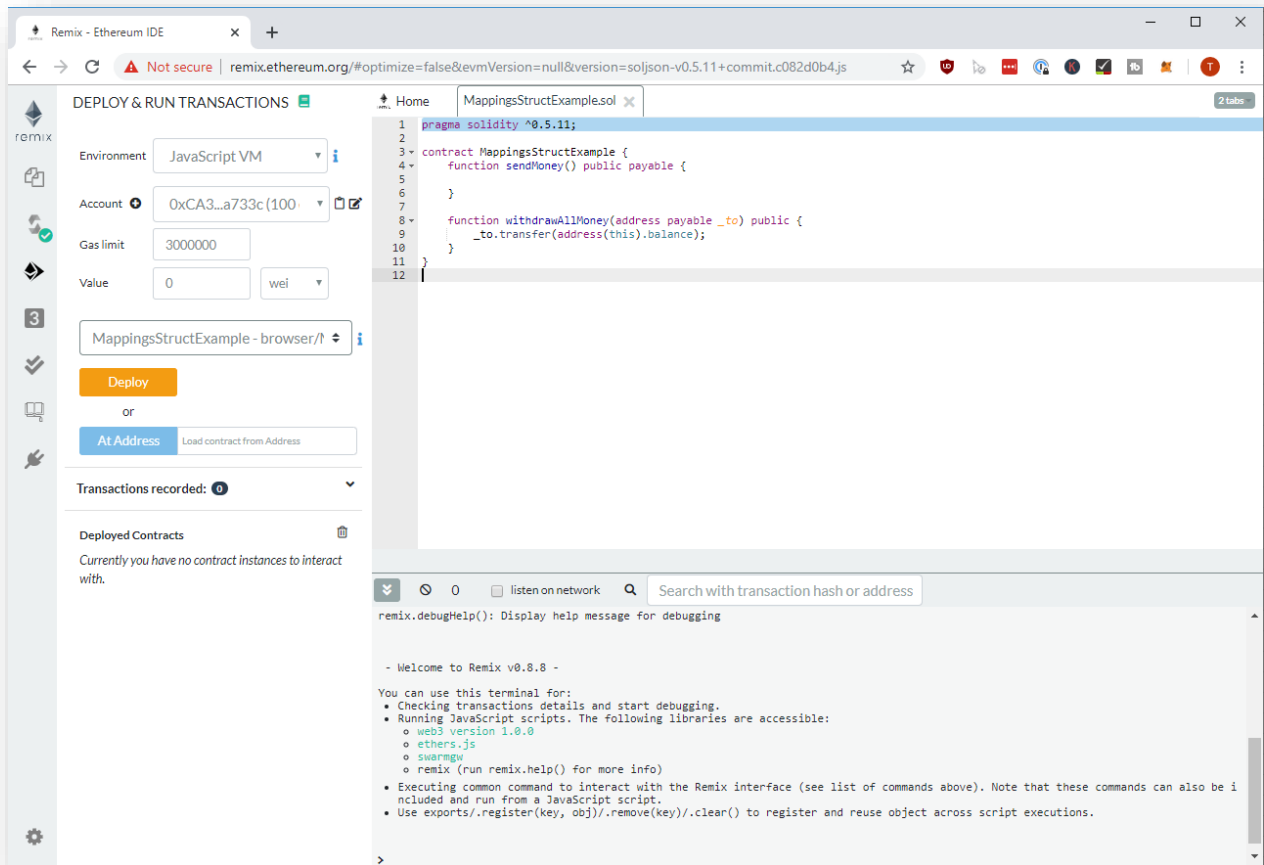 Remix - Ethereum IDE
Not secure | remix.ethereum.org/#optimize=false&evmVersion=null&version=soljson-v0.5.11+commit.c082d0b4.js
remix
DEPLOY & RUN TRANSACTIONS
Environment JavaScript VM
Account 0xCA3...a733c (100
Gas limit 3000000
Value 0 wei
MappingsStructExample - browser/M
Deploy
or
At Address Load contract from Address
Transactions recorded: 0
Deployed Contracts
Currently you have no contract instances to interact
with.
Home MappingsStructExample.sol 2 tabs
1 pragma solidity ^0.5.11;
2
3 contract MappingsStructExample {
4 function sendMoney() public payable {
5
6 }
7
8 function withdrawAllMoney(address payable _to) public {
9 _to.transfer(address(this).balance);
10 }
11 }
12
0 listen on network Search with transaction hash or address
remix.debugHelp(): Display help message for debugging
- Welcome to Remix v0.8.8 -
You can use this terminal for:
• Checking transactions details and start debugging.
• Running JavaScript scripts. The following libraries are accessible:
o web3 version 1.0.0
o ethers.js
o swarmgw
o remix (run remix.help() for more info)
• Executing common command to interact with the Remix interface (see list of commands above). Note that these commands can also be i
ncluded and run from a JavaScript script.
• Use exports/.register(key, obj)/.remove(key)/.clear() to register and reuse object across script executions.
>